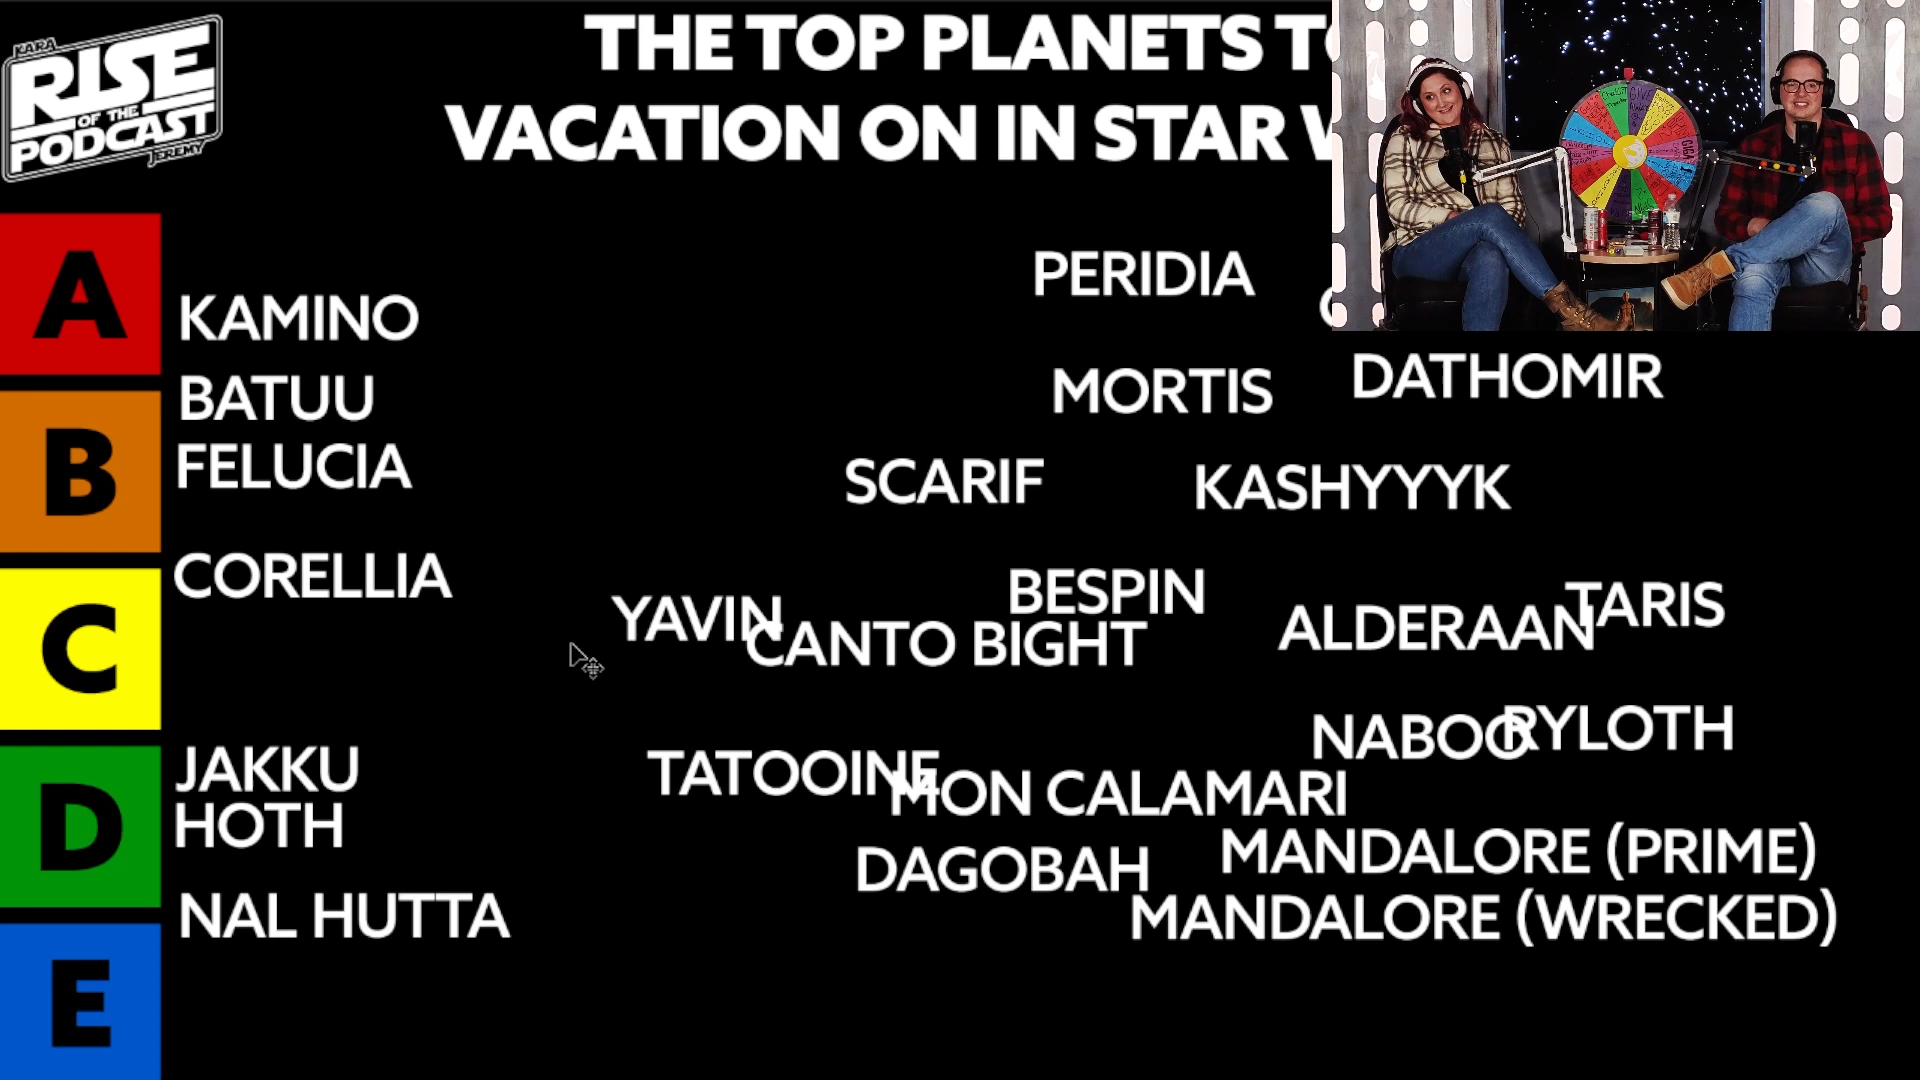 KARA
RISE
OF THE
PODCAST
JEREMY
THE TOP PLANETS TO
VACATION ON IN STAR W
A
KAMINO
BATUU
B
FELUCIA
CORELLIA
C
JAKKU
D
HOTH
NAL HUTTA
E
PERIDIA
MORTIS
DATHOMIR
SCARIF
KASHYYYK
BESPIN
YAVIN
CANTO BIGHT
TARIS
ALDERAAN
NABOO
RYLOTH
TATOOINE
MON CALAMARI
DAGOBAH
MANDALORE (PRIME)
MANDALORE (WRECKED)